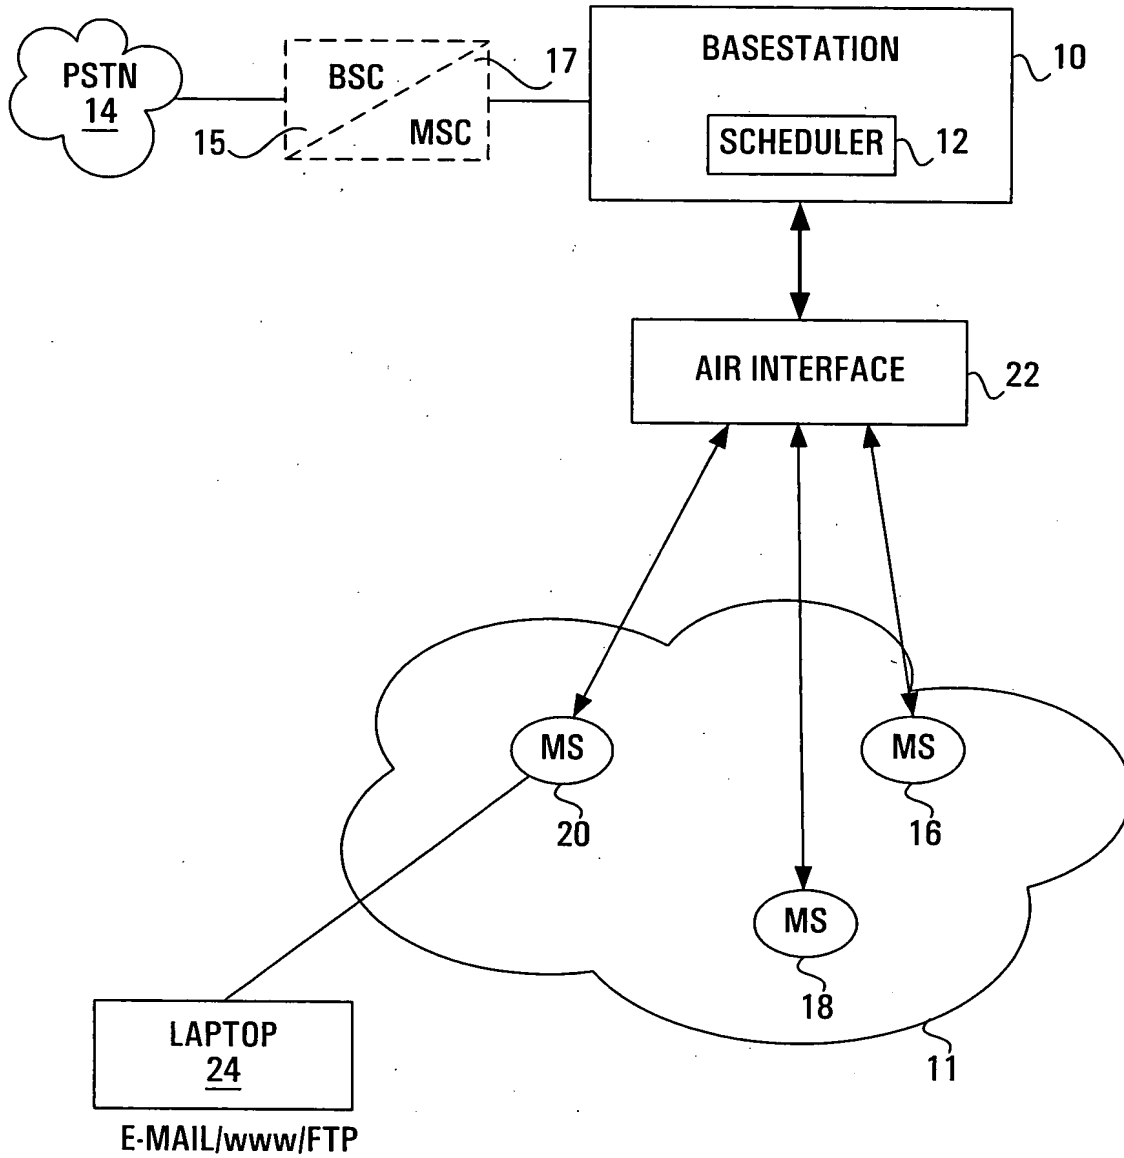 PSTN
14
BSC
17
15
MSC
BASESTATION
10
SCHEDULER
12
AIR INTERFACE
22
MS
20
MS
16
MS
18
11
LAPTOP
24
E-MAIL/www/FTP